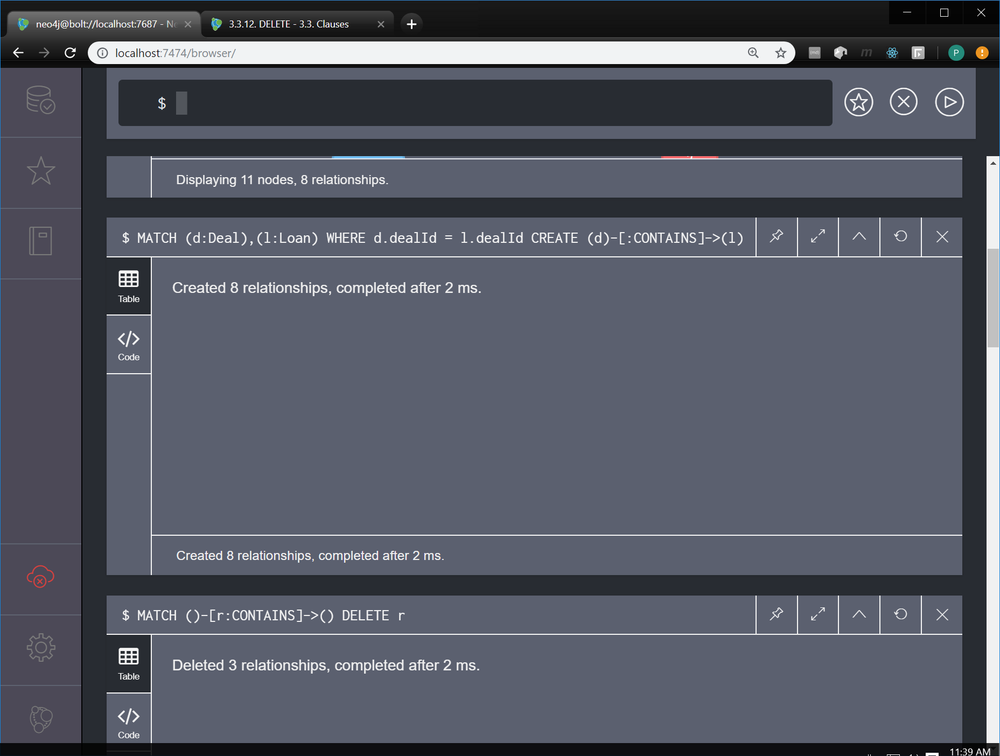 neo4j@bolt://localhost:7687 - Ne
3.3.12. DELETE - 3.3. Clauses
localhost:7474/browser/
(md)
m
P
$
Displaying 11 nodes, 8 relationships.
$ MATCH (d:Deal),(l:Loan) WHERE d.dealId = l.dealId CREATE (d)-[:CONTAINS]->(l)
Table
Created 8 relationships, completed after 2 ms.
Code
Created 8 relationships, completed after 2 ms.
$ MATCH ()-[r:CONTAINS]->() DELETE r
Table
Deleted 3 relationships, completed after 2 ms.
Code
11:39 AM